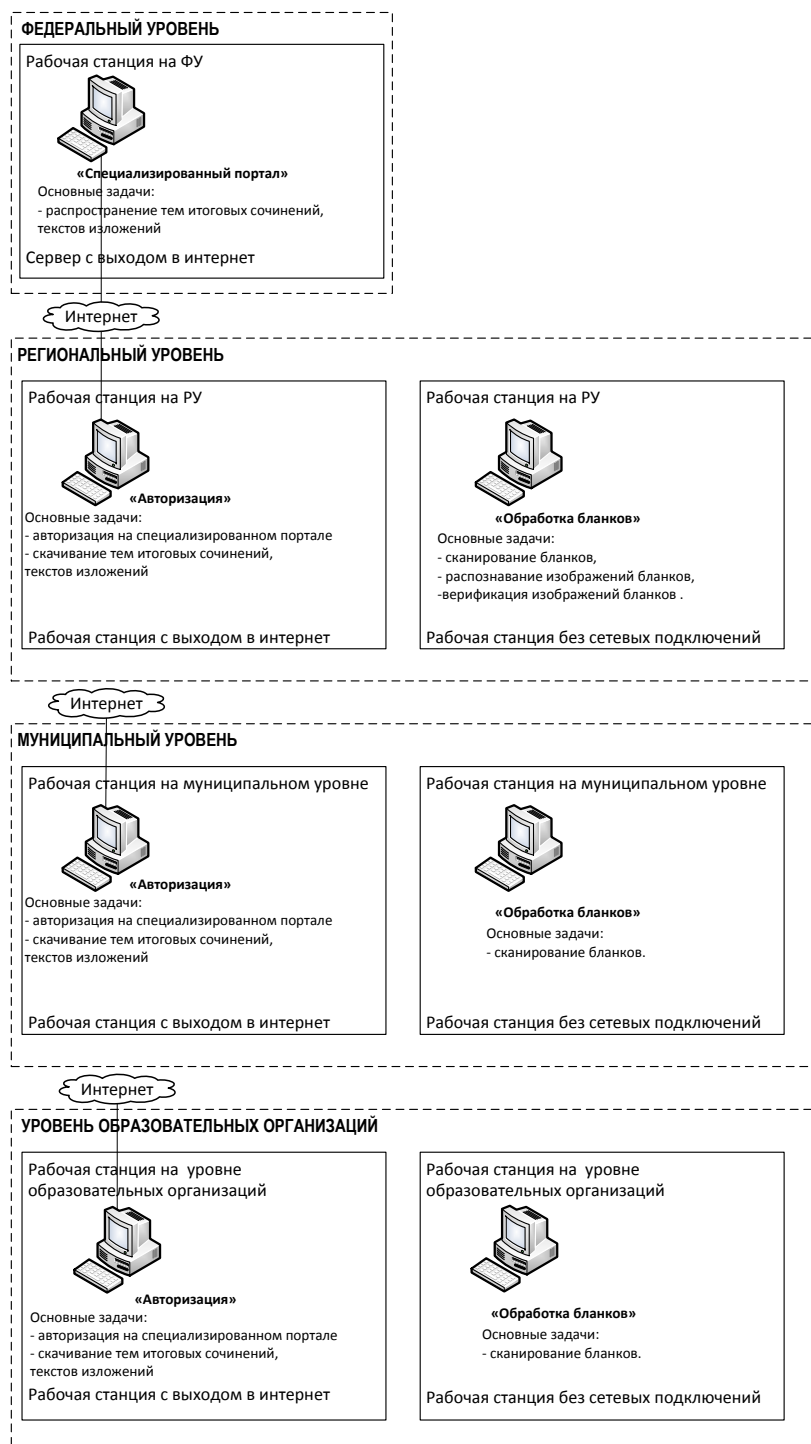 ФЕДЕРАЛЬНЫЙ УРОВЕНЬ
Рабочая станция на ФУ
«Специализированный портал»
Основные задачи:
- распространение тем итоговых сочинений,
текстов изложений
Сервер с выходом в интернет
Интернет
РЕГИОНАЛЬНЫЙ УРОВЕНЬ
Рабочая станция на РУ
«Авторизация»
Основные задачи:
- авторизация на специализированном портале
- скачивание тем итоговых сочинений,
текстов изложений
Рабочая станция с выходом в интернет
Рабочая станция на РУ
«Обработка бланков»
Основные задачи:
- сканирование бланков,
- распознавание изображений бланков,
-верификация изображений бланков .
Рабочая станция без сетевых подключений
Интернет
МУНИЦИПАЛЬНЫЙ УРОВЕНЬ
Рабочая станция на муниципальном уровне
«Авторизация»
Основные задачи:
- авторизация на специализированном портале
- скачивание тем итоговых сочинений,
текстов изложений
Рабочая станция с выходом в интернет
Рабочая станция на муниципальном уровне
«Обработка бланков»
Основные задачи:
- сканирование бланков.
Рабочая станция без сетевых подключений
Интернет
УРОВЕНЬ ОБРАЗОВАТЕЛЬНЫХ ОРГАНИЗАЦИЙ
Рабочая станция на уровне
образовательных организаций
«Авторизация»
Основные задачи:
- авторизация на специализированном портале
- скачивание тем итоговых сочинений,
текстов изложений
Рабочая станция с выходом в интернет
Рабочая станция на уровне
образовательных организаций
«Обработка бланков»
Основные задачи:
- сканирование бланков.
Рабочая станция без сетевых подключений